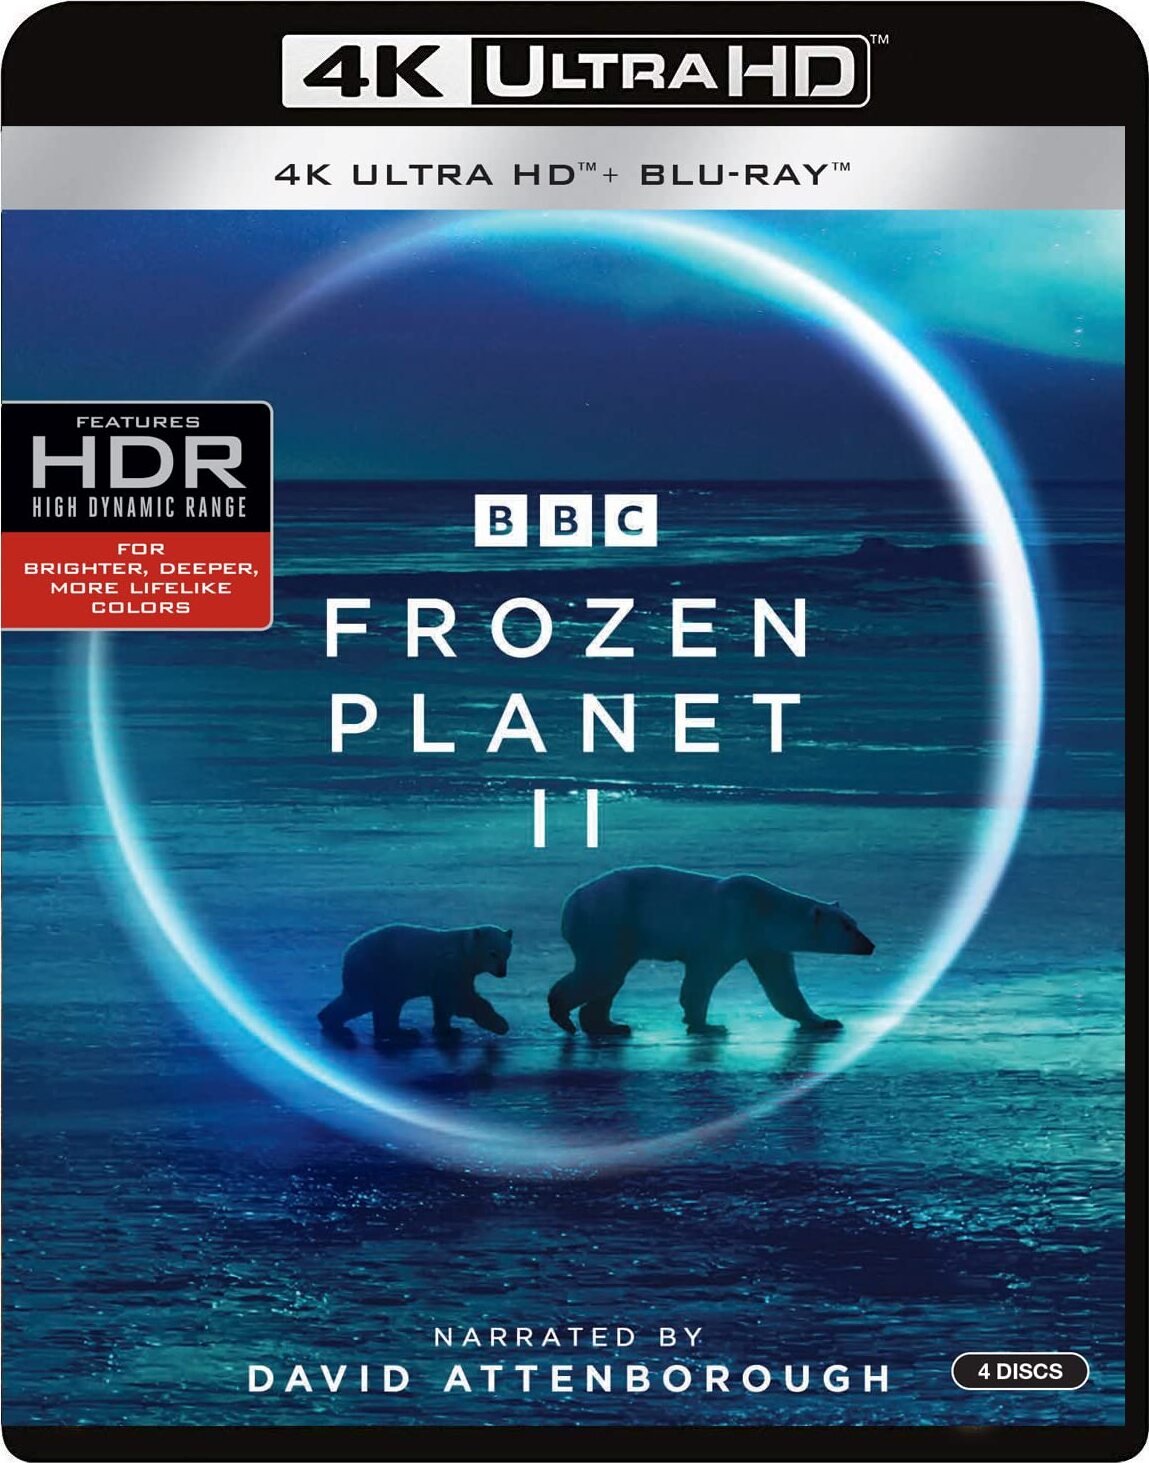 4K ULTRA HD™
4K ULTRA HD™ + BLU-RAY™
FEATURES
HDR
HIGH DYNAMIC RANGE
FOR
BRIGHTER, DEEPER,
MORE LIFELIKE
COLORS
BBC
FROZEN
PLANET
II
NARRATED BY
DAVID ATTENBOROUGH
4 DISCS